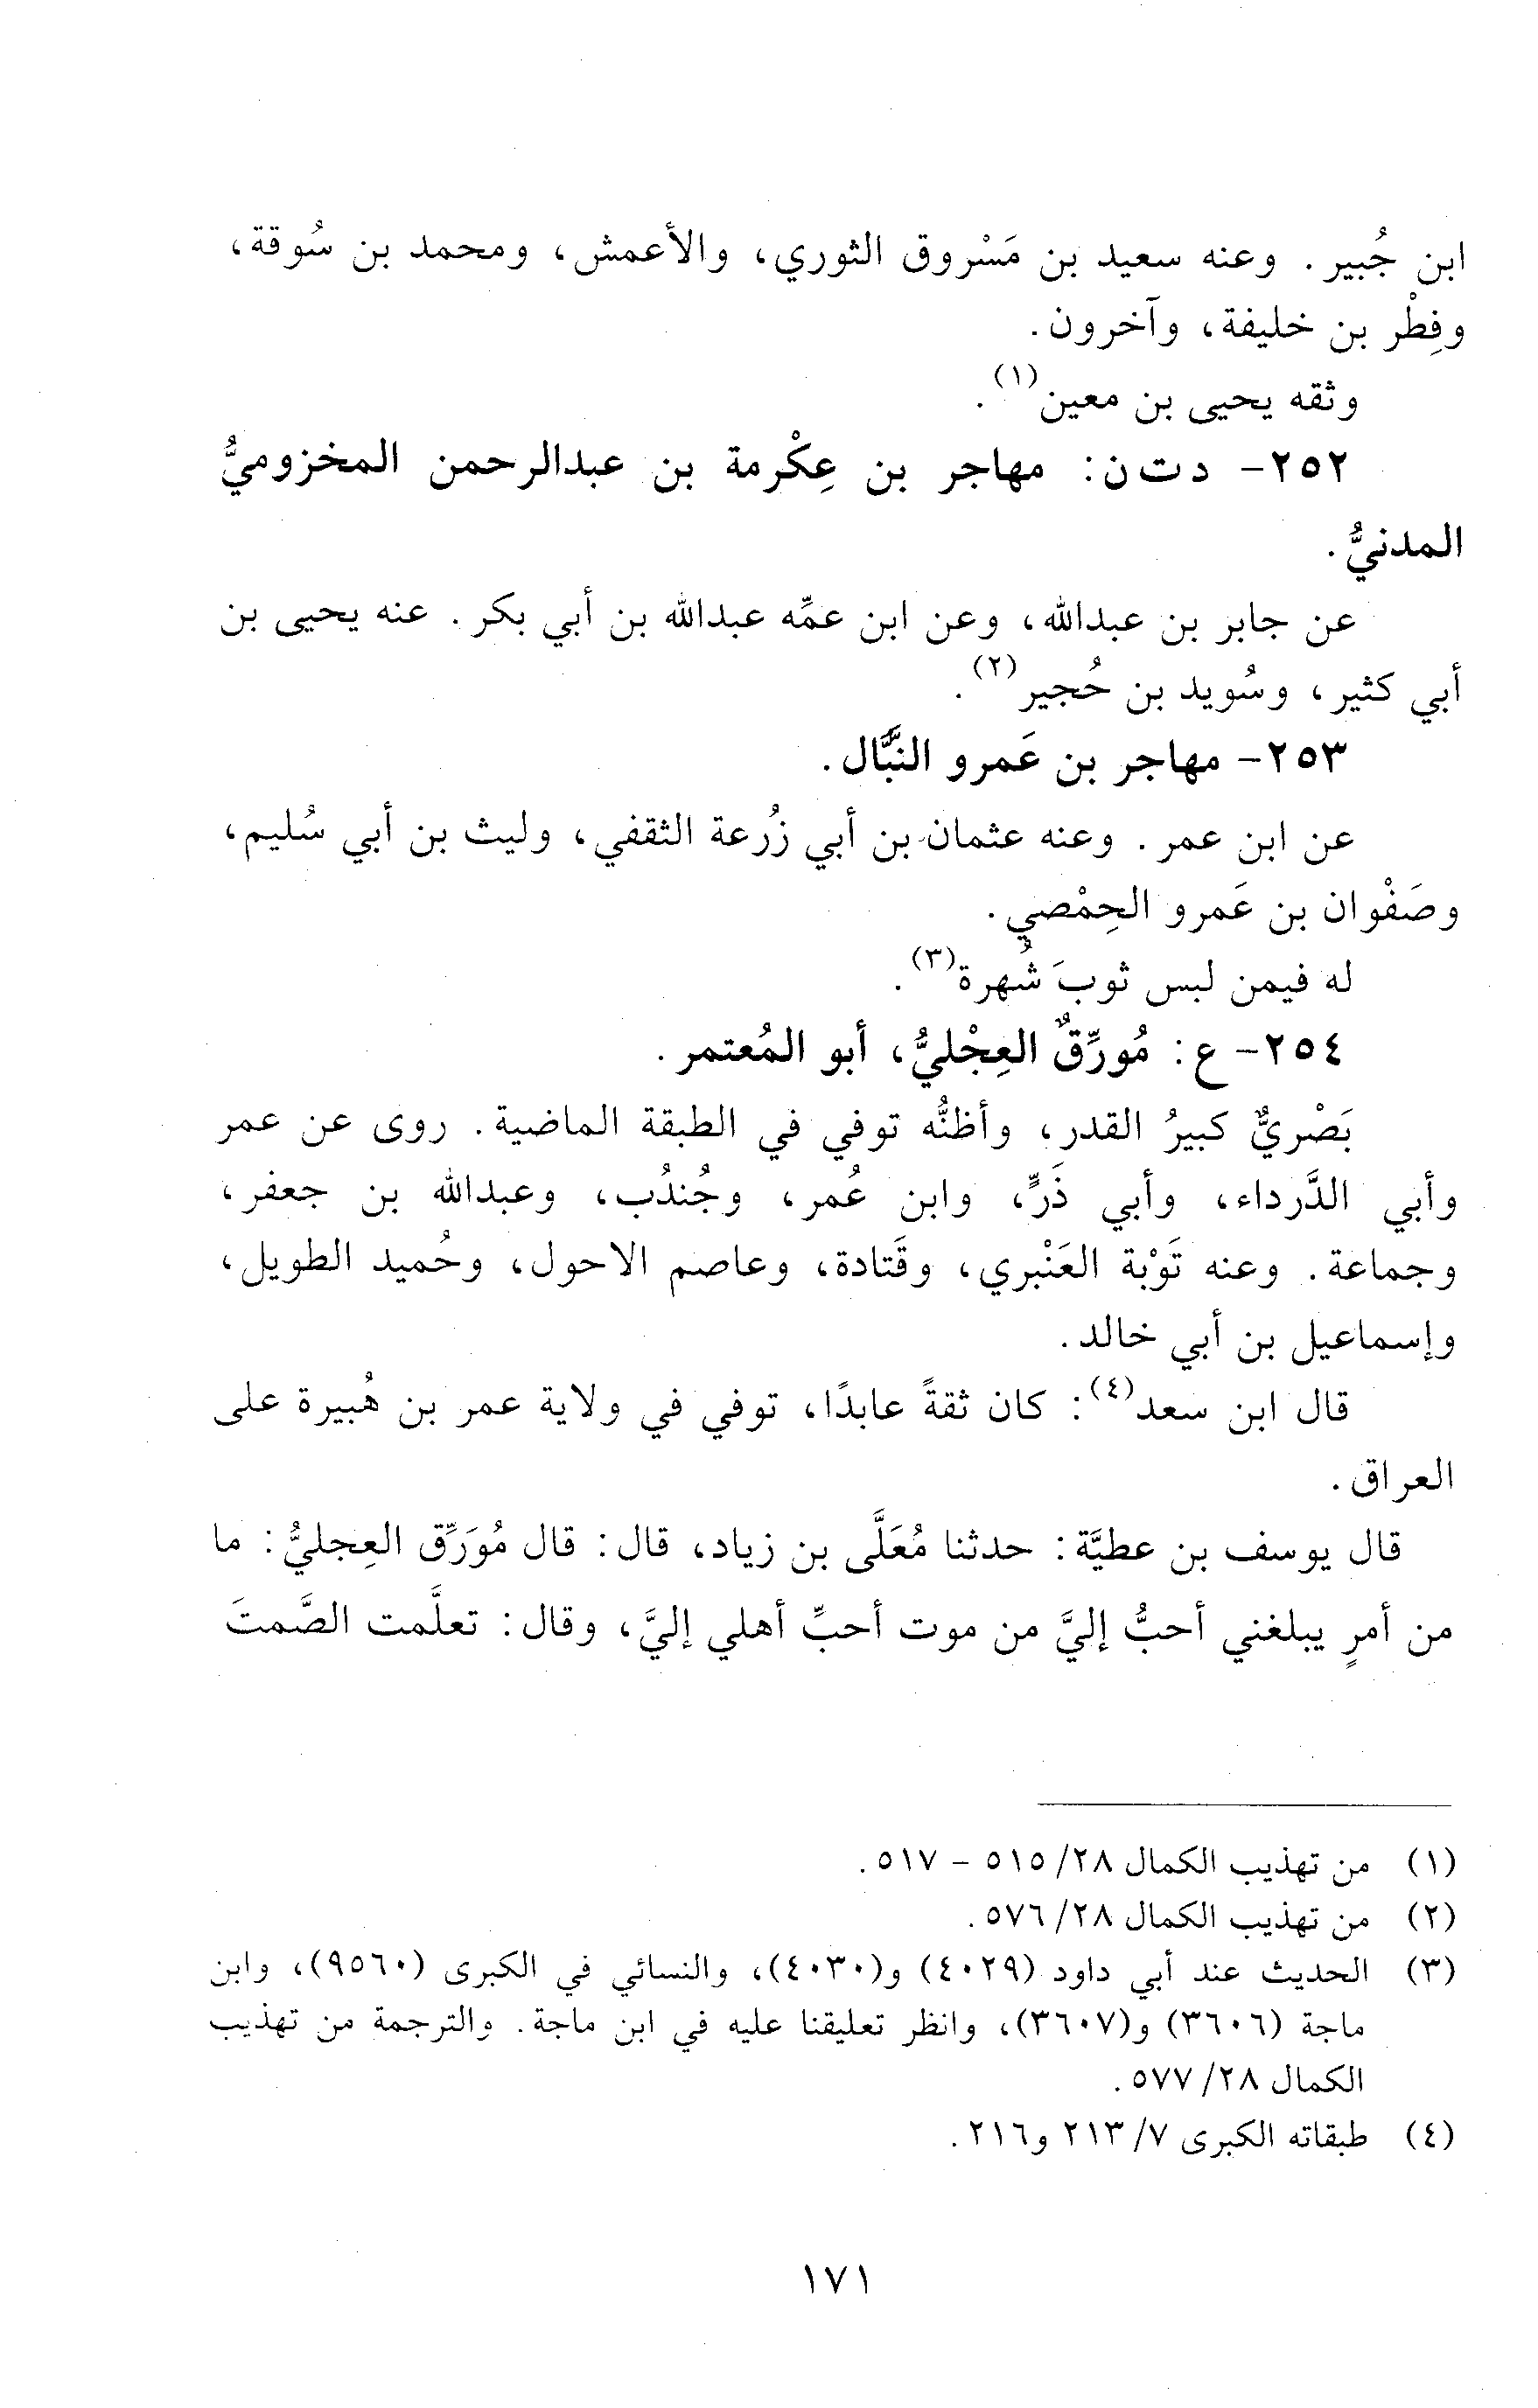 ابن جُبير. وعنه سعيد بن مَسْروق الثوري، والأعمش، ومحمد بن سُوقة،
وفِطْر بن خليفة، وآخرون.
وثقه يحيى بن معين(١).
٢٥٢- د ت ن: مهاجر بن عِكْرمة بن عبدالرحمن المخزوميُّ
المدنيُّ.
عن جابر بن عبدالله، وعن ابن عمِّه عبدالله بن أبي بكر. عنه يحيى بن
أبي كثير، وسُويد بن حُجير(٢).
٢٥٣- مهاجر بن عَمرو النبَّال.
عن ابن عمر. وعنه عثمان بن أبي زُرعة الثقفي، وليث بن أبي سُليم،
وصَفْوان بن عَمرو الحِمْصي.
له فيمن لبس ثوبَ شُهرة(٣).
٢٥٤- ع: مُورِّقٌ العِجْليُّ، أبو المُعتمر.
بَصْريٌّ كبيرُ القدر، وأظنُّه توفي في الطبقة الماضية. روى عن عمر
وأبي الدَّرداء، وأبي ذَرٍّ، وابن عُمر، وجُندُب، وعبدالله بن جعفر،
وجماعة. وعنه تَوْبة العَنْبري، وقَتادة، وعاصم الاحول، وحُميد الطويل،
وإسماعيل بن أبي خالد.
قال ابن سعد(٤): كان ثقةً عابدًا، توفي في ولاية عمر بن هُبيرة على
العراق.
قال يوسف بن عطيَّة: حدثنا مُعَلَّى بن زياد، قال: قال مُوَرِّق العِجليُّ: ما
من أمرٍ يبلغني أحبُّ إليَّ من موت أحبِّ أهلي إليَّ، وقال: تعلَّمت الصَّمتَ
(١) من تهذيب الكمال ٢٨/ ٥١٥ - ٥١٧.
(٢) من تهذيب الكمال ٢٨/ ٥٧٦.
(٣) الحديث عند أبي داود (٤٠٢٩) و(٤٠٣٠)، والنسائي في الكبرى (٩٥٦٠)، وابن
ماجة (٣٦٠٦) و(٣٦٠٧)، وانظر تعليقنا عليه في ابن ماجة. والترجمة من تهذيب
الكمال ٢٨/ ٥٧٧.
(٤) طبقاته الكبرى ٧/ ٢١٣ و٢١٦.
١٧١